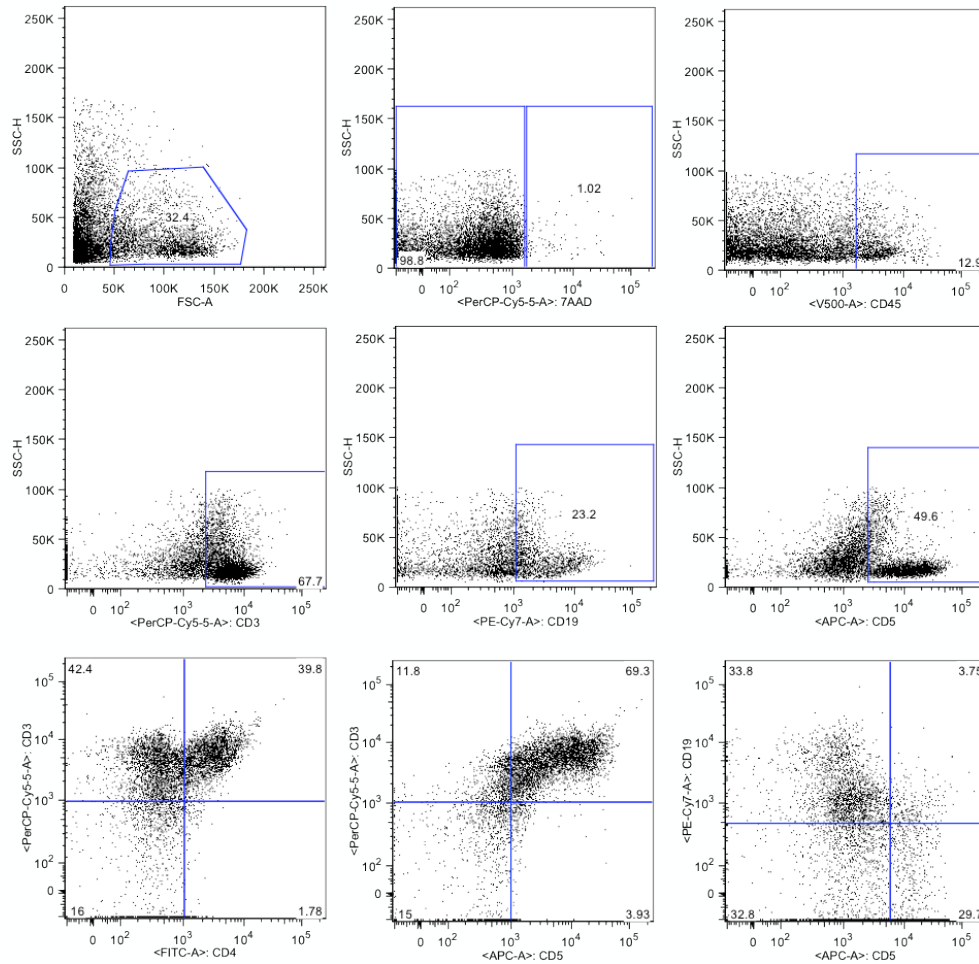 250K
200K
150K
100K
50K
0
SSC-H
32.4
0 50K 100K 150K 200K 250K
FSC-A
250K
200K
150K
100K
50K
0
SSC-H
1.02
98.8
0 10² 10³ 10⁴ 10⁵
<PerCP-Cy5-5-A>: 7AAD
250K
200K
150K
100K
50K
0
SSC-H
12.9
0 10² 10³ 10⁴ 10⁵
<V500-A>: CD45
250K
200K
150K
100K
50K
0
SSC-H
67.7
0 10² 10³ 10⁴ 10⁵
<PerCP-Cy5-5-A>: CD3
250K
200K
150K
100K
50K
0
SSC-H
23.2
0 10² 10³ 10⁴ 10⁵
<PE-Cy7-A>: CD19
250K
200K
150K
100K
50K
0
SSC-H
49.6
0 10² 10³ 10⁴ 10⁵
<APC-A>: CD5
42.4 39.8
10⁵
10⁴
10³
10²
0
<PerCP-Cy5-5-A>: CD3
16 1.78
0 10² 10³ 10⁴ 10⁵
<FITC-A>: CD4
11.8 69.3
10⁵
10⁴
10³
10²
0
<PerCP-Cy5-5-A>: CD3
15 3.93
0 10² 10³ 10⁴ 10⁵
<APC-A>: CD5
33.8 3.75
10⁵
10⁴
10³
10²
0
<PE-Cy7-A>: CD19
32.8 29.7
0 10² 10³ 10⁴ 10⁵
<APC-A>: CD5